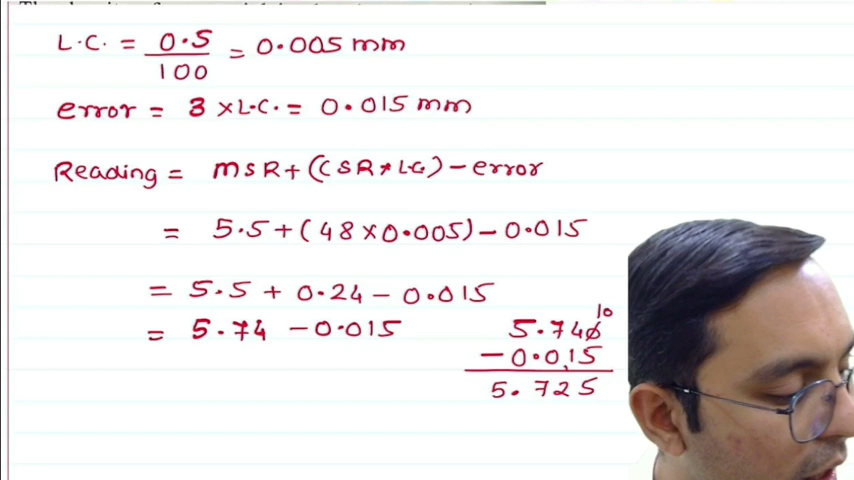 L.C. = 0.5 / 100 = 0.005 mm
error = 3 × L.C. = 0.015 mm
Reading = MSR + (CSR * LC) - error
= 5.5 + (48 × 0.005) - 0.015
= 5.5 + 0.24 - 0.015
= 5.74 - 0.015
10
5.740
- 0.015
5.725